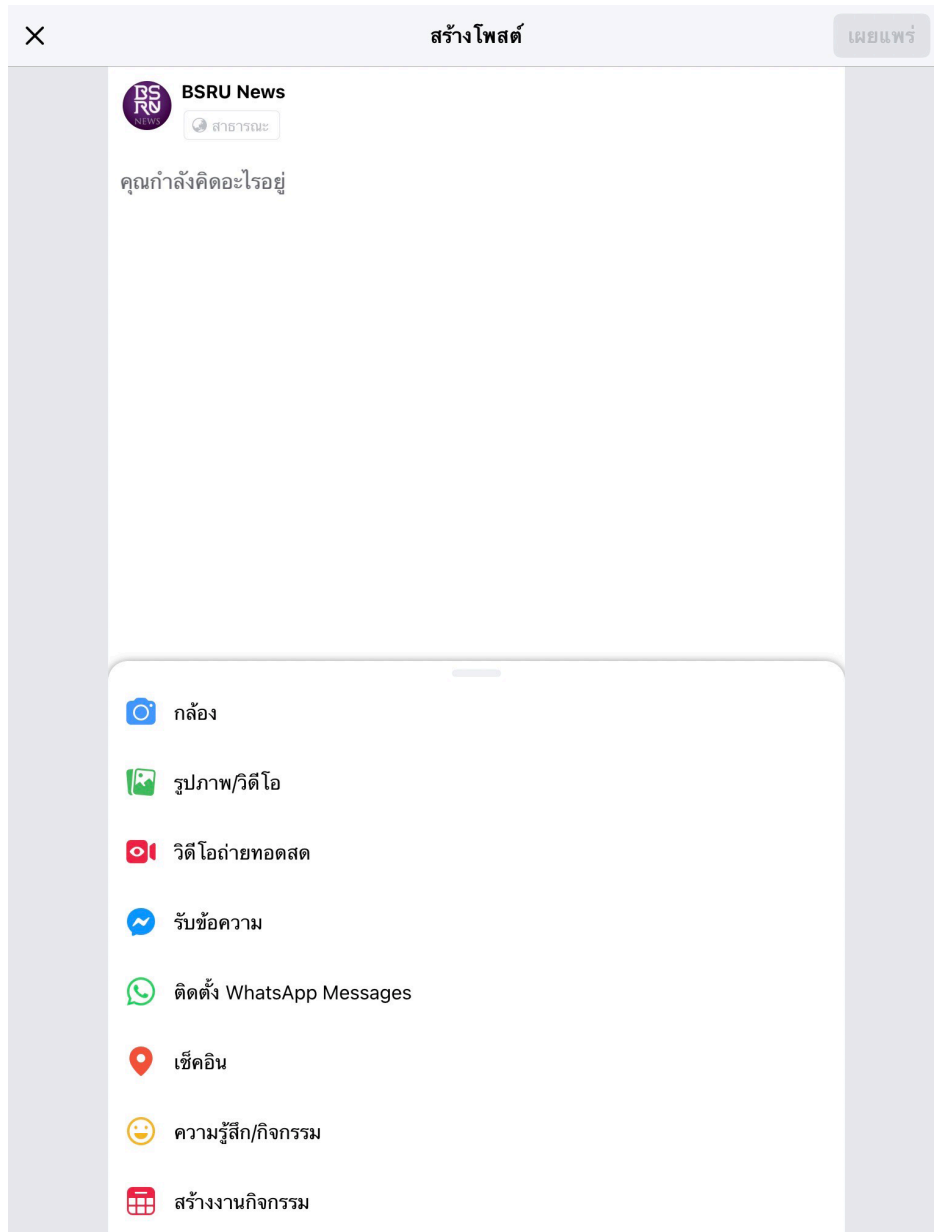 สร้างโพสต์
เผยแพร่
BSRU NEWS
BSRU News
สาธารณะ
คุณกำลังคิดอะไรอยู่
กล้อง
รูปภาพ/วิดีโอ
วิดีโอถ่ายทอดสด
รับข้อความ
ติดตั้ง WhatsApp Messages
เช็คอิน
ความรู้สึก/กิจกรรม
สร้างงานกิจกรรม